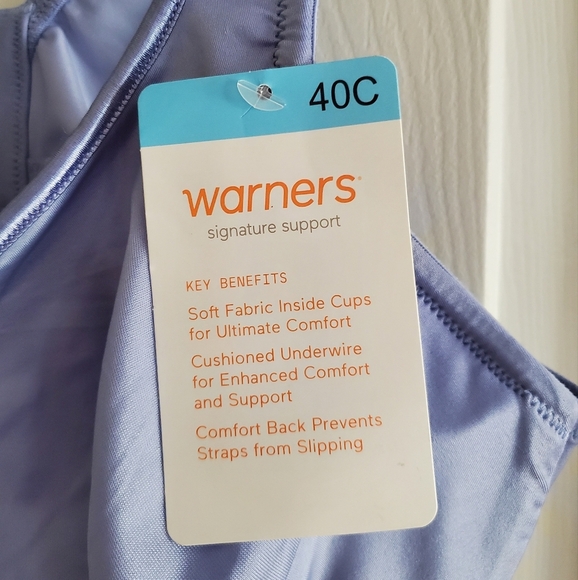 40C
warners®
signature support
KEY BENEFITS
Soft Fabric Inside Cups
for Ultimate Comfort
Cushioned Underwire
for Enhanced Comfort
and Support
Comfort Back Prevents
Straps from Slipping